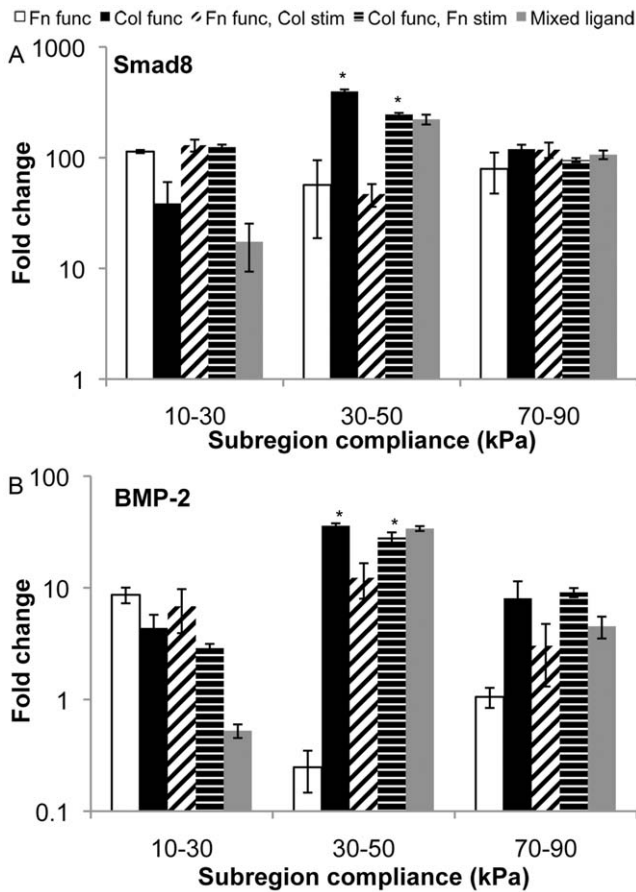 Fn func Col func Fn func, Col stim Col func, Fn stim Mixed ligand
A
Smad8
1000
100
10
1
Fold change
* *
10-30 30-50 70-90
Subregion compliance (kPa)
B
BMP-2
100
10
1
0.1
Fold change
* *
10-30 30-50 70-90
Subregion compliance (kPa)